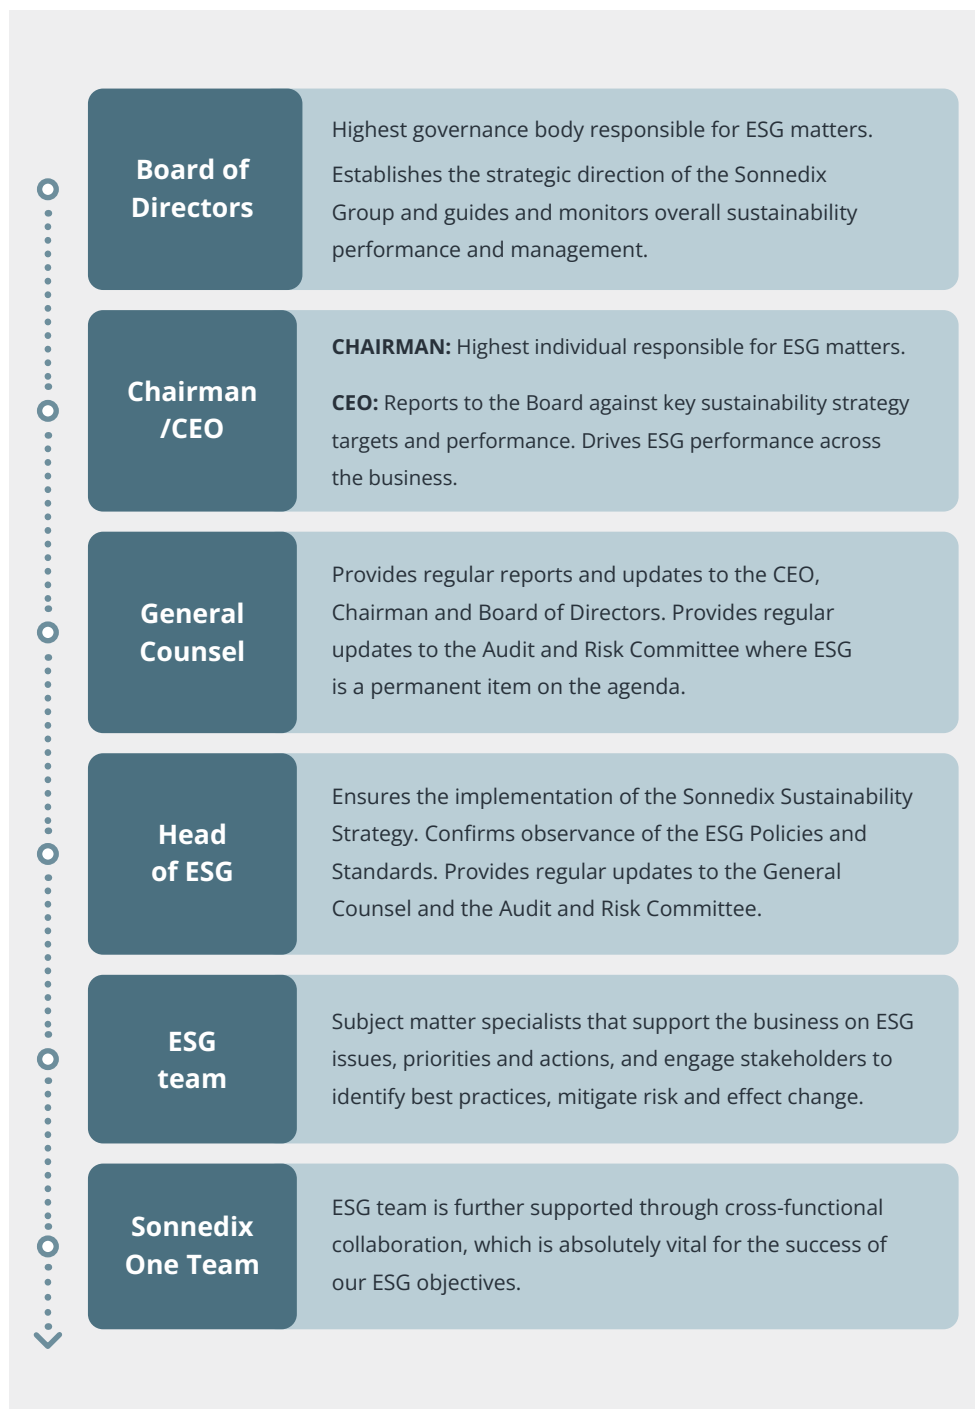 Board of
Directors
Highest governance body responsible for ESG matters.
Establishes the strategic direction of the Sonnedix
Group and guides and monitors overall sustainability
performance and management.
Chairman
/CEO
CHAIRMAN: Highest individual responsible for ESG matters.
CEO: Reports to the Board against key sustainability strategy
targets and performance. Drives ESG performance across
the business.
General
Counsel
Provides regular reports and updates to the CEO,
Chairman and Board of Directors. Provides regular
updates to the Audit and Risk Committee where ESG
is a permanent item on the agenda.
Head
of ESG
Ensures the implementation of the Sonnedix Sustainability
Strategy. Confirms observance of the ESG Policies and
Standards. Provides regular updates to the General
Counsel and the Audit and Risk Committee.
ESG
team
Subject matter specialists that support the business on ESG
issues, priorities and actions, and engage stakeholders to
identify best practices, mitigate risk and effect change.
Sonnedix
One Team
ESG team is further supported through cross-functional
collaboration, which is absolutely vital for the success of
our ESG objectives.